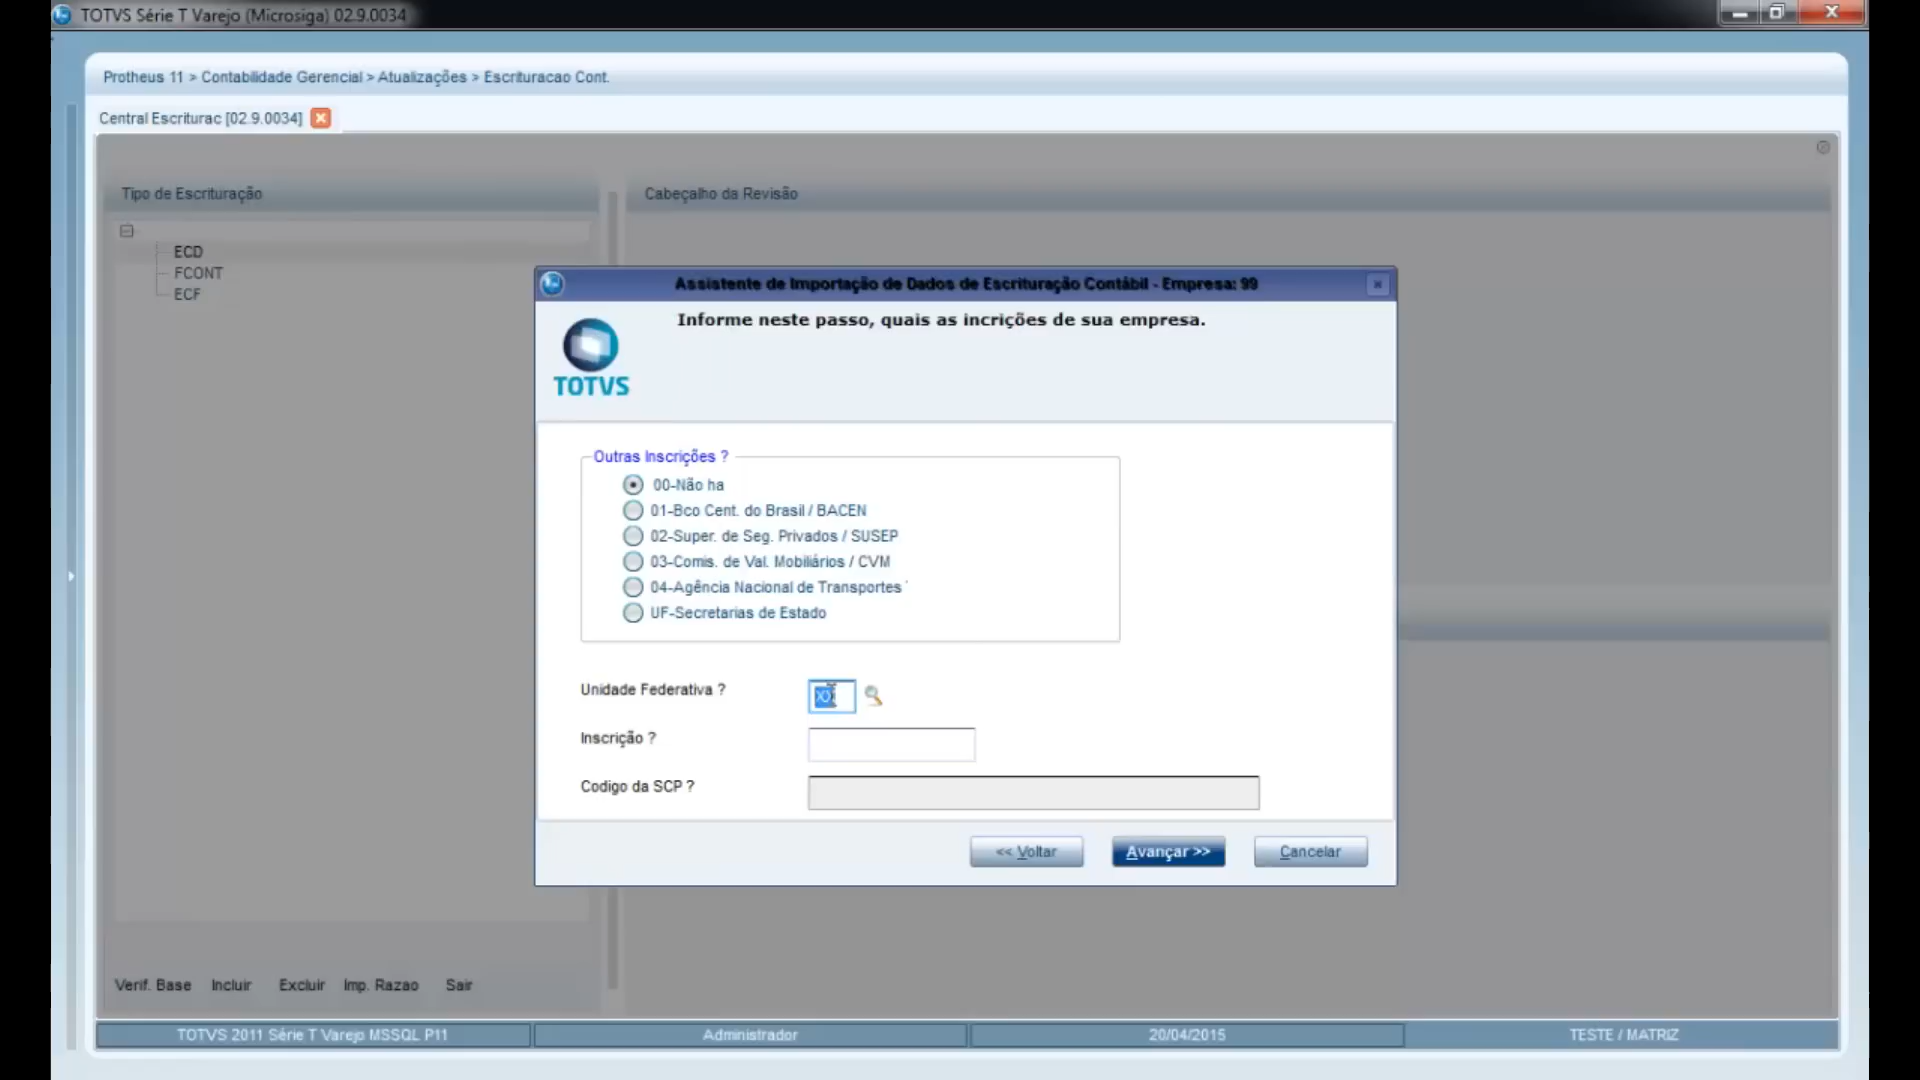 TOTVS Série T Varejo (Microsiga) 02.9.0034
Protheus 11 > Contabilidade Gerencial > Atualizações > Escrituracao Cont.
Central Escriturac [02.9.0034]
Tipo de Escrituração
Cabeçalho da Revisão
ECD
FCONT
ECF
Assistente de Importação de Dados de Escrituração Contábil - Empresa: 99
Informe neste passo, quais as incrições de sua empresa.
TOTVS
Outras Inscrições ?
00-Não ha
01-Bco Cent. do Brasil / BACEN
02-Super. de Seg. Privados / SUSEP
03-Comis. de Val. Mobiliários / CVM
04-Agência Nacional de Transportes
UF-Secretarias de Estado
Unidade Federativa ?
Inscrição ?
Codigo da SCP ?
<< Voltar
Avançar >>
Cancelar
Verif. Base Incluir Excluir Imp. Razao Sair
TOTVS 2011 Série T Varejo MSSQL P11
Administrador
20/04/2015
TESTE / MATRIZ